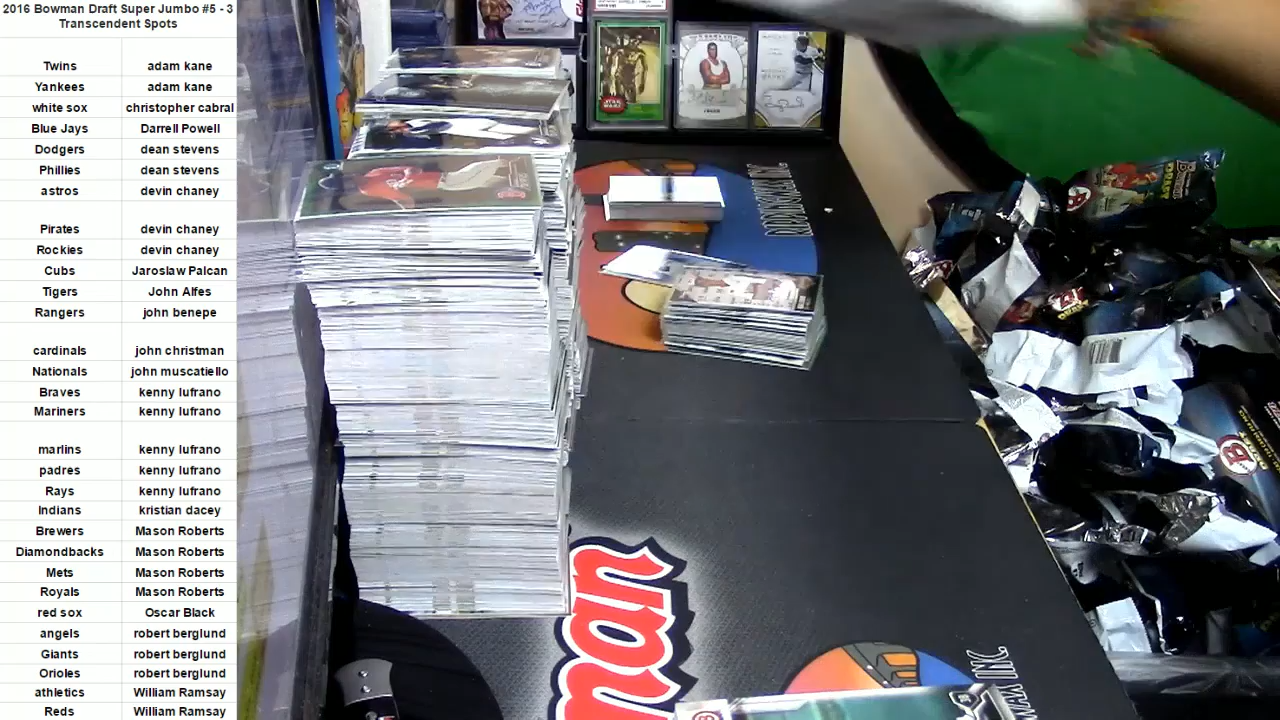 2016 Bowman Draft Super Jumbo #5 - 3
Transcendent Spots
Twins adam kane
Yankees adam kane
white sox christopher cabral
Blue Jays Darrell Powell
Dodgers dean stevens
Phillies dean stevens
astros devin chaney
Pirates devin chaney
Rockies devin chaney
Cubs Jaroslaw Palcan
Tigers John Alfes
Rangers john benepe
cardinals john christman
Nationals john muscatiello
Braves kenny lufrano
Mariners kenny lufrano
marlins kenny lufrano
padres kenny lufrano
Rays kenny lufrano
Indians kristian dacey
Brewers Mason Roberts
Diamondbacks Mason Roberts
Mets Mason Roberts
Royals Mason Roberts
red sox Oscar Black
angels robert berglund
Giants robert berglund
Orioles robert berglund
athletics William Ramsay
Reds William Ramsay
STAR WARS
WAX INC